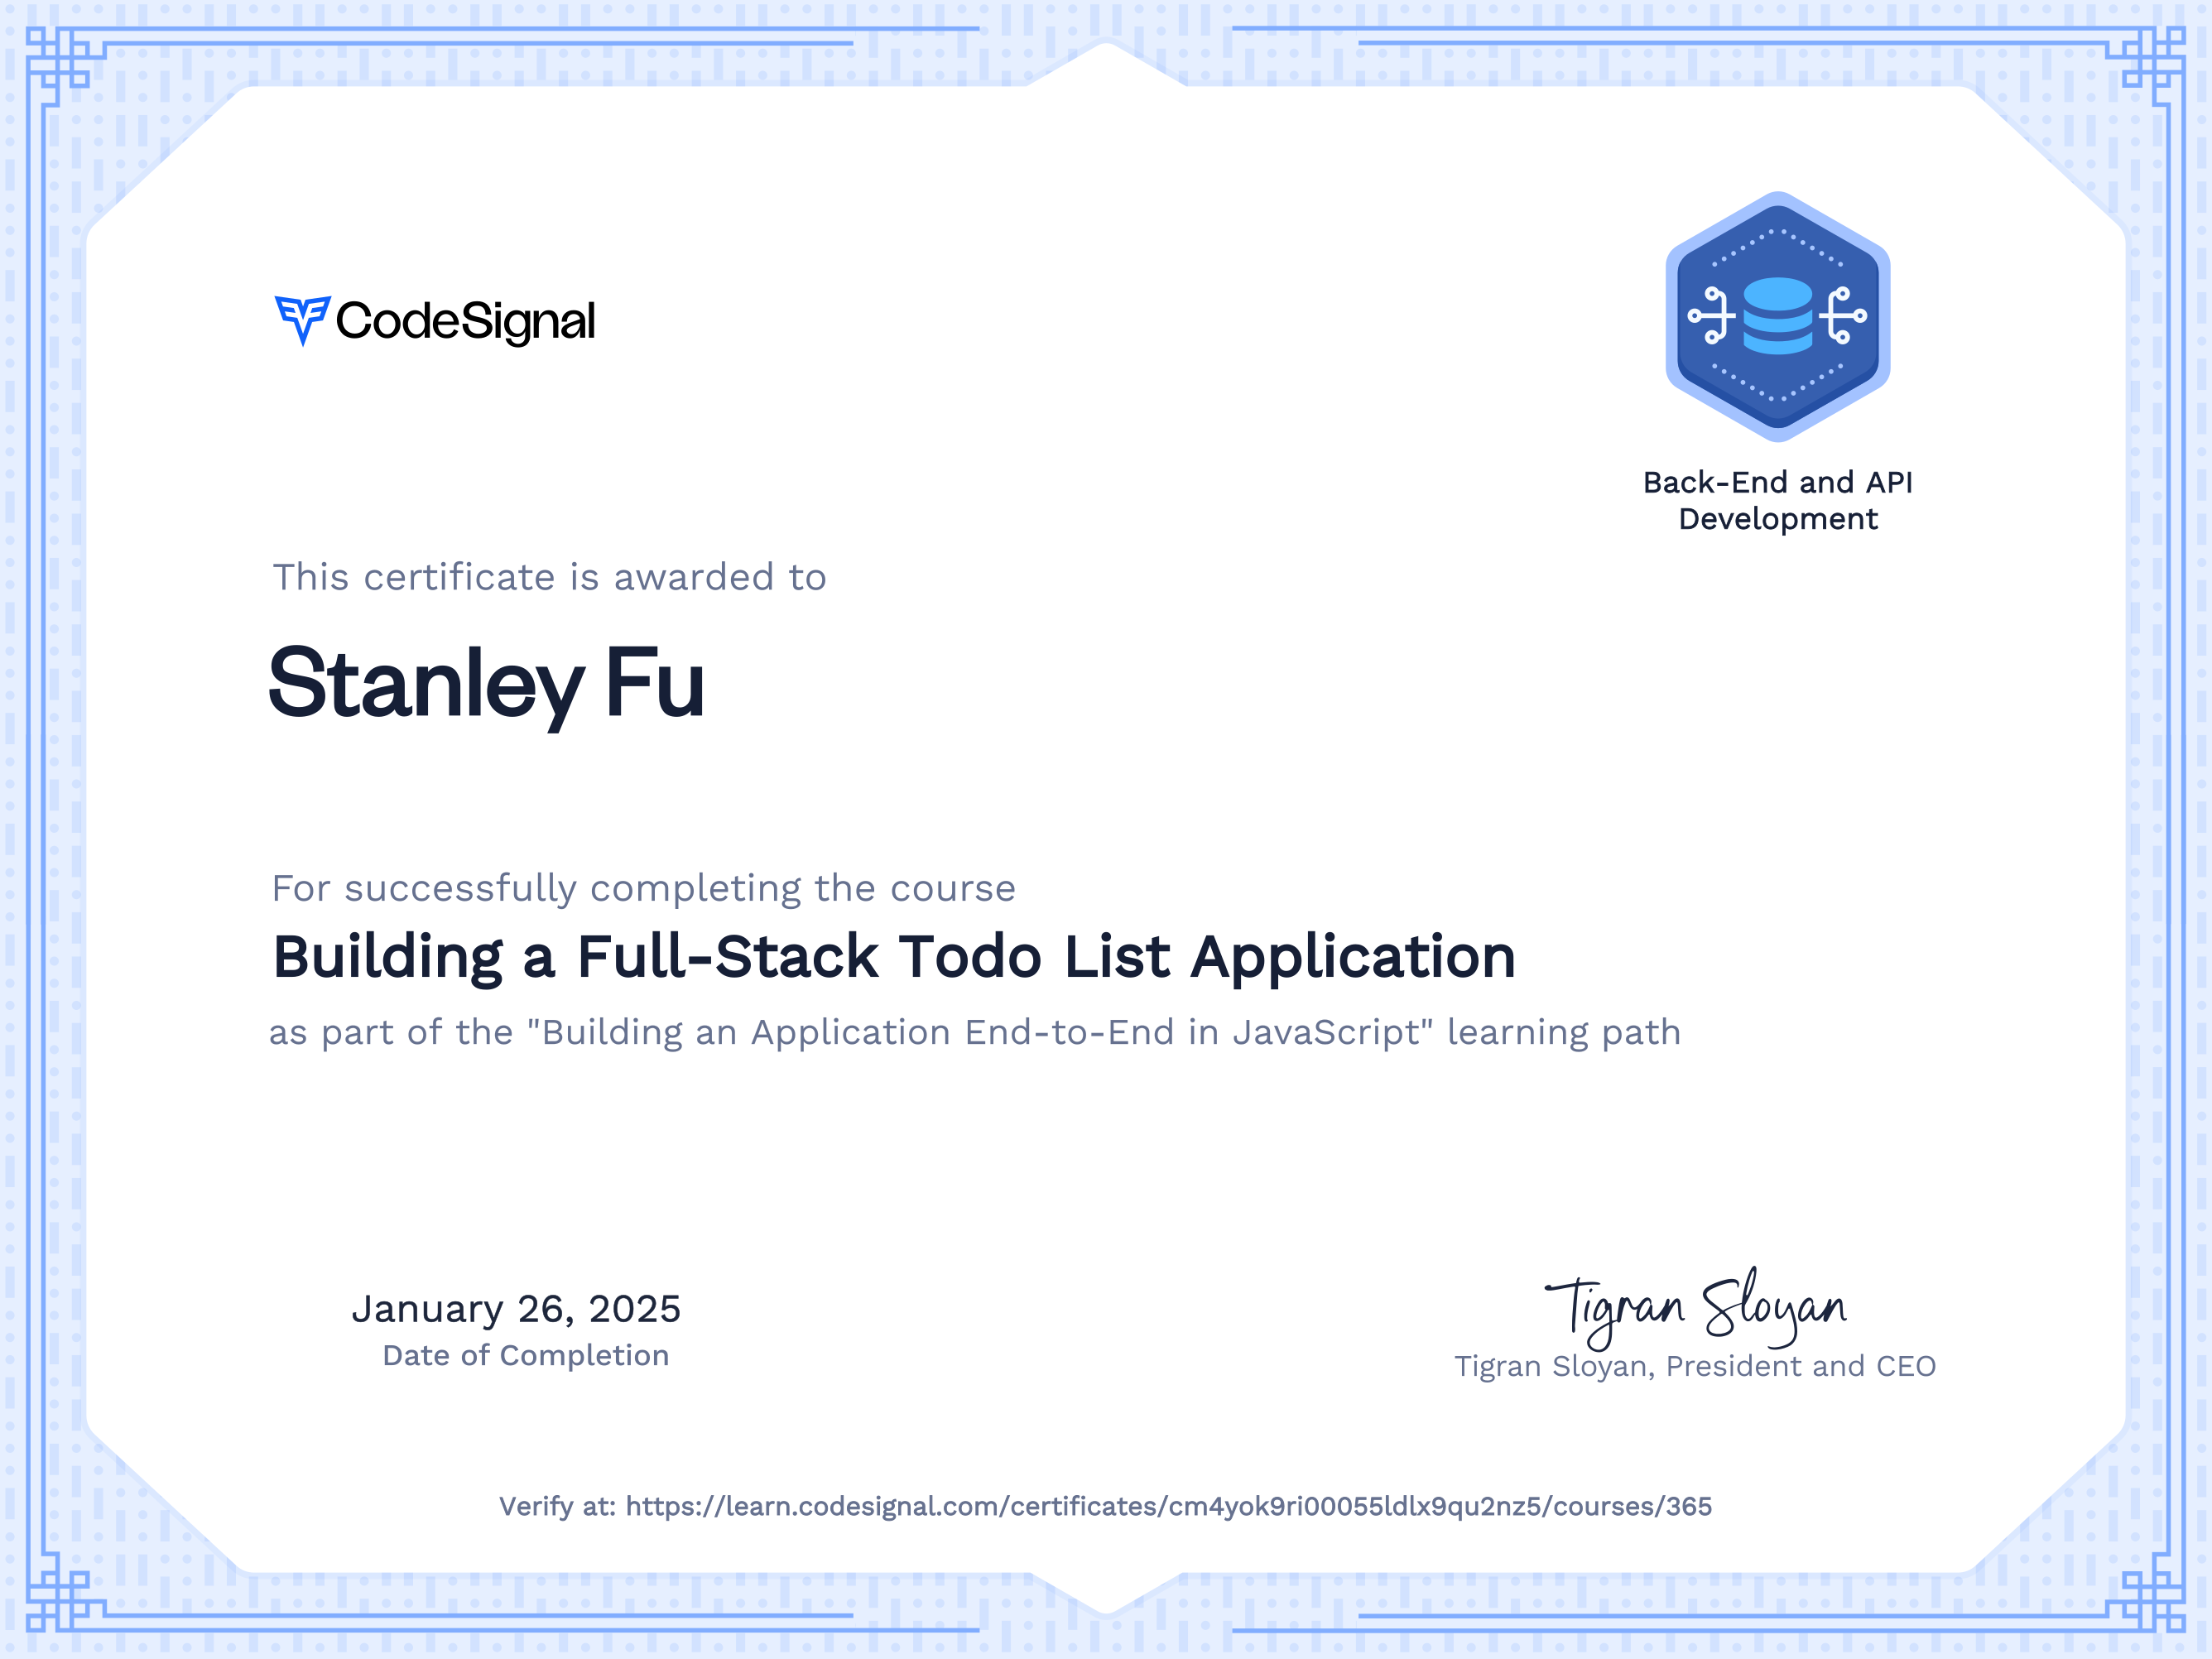 CodeSignal
Back-End and API
Development
This certificate is awarded to
Stanley Fu
For successfully completing the course
Building a Full-Stack Todo List Application
as part of the "Building an Application End-to-End in JavaScript" learning path
January 26, 2025
Date of Completion
Tigran Sloyan
Tigran Sloyan, President and CEO
Verify at: https://learn.codesignal.com/certificates/cm4yok9ri00055ldlx9qu2nz5/courses/365